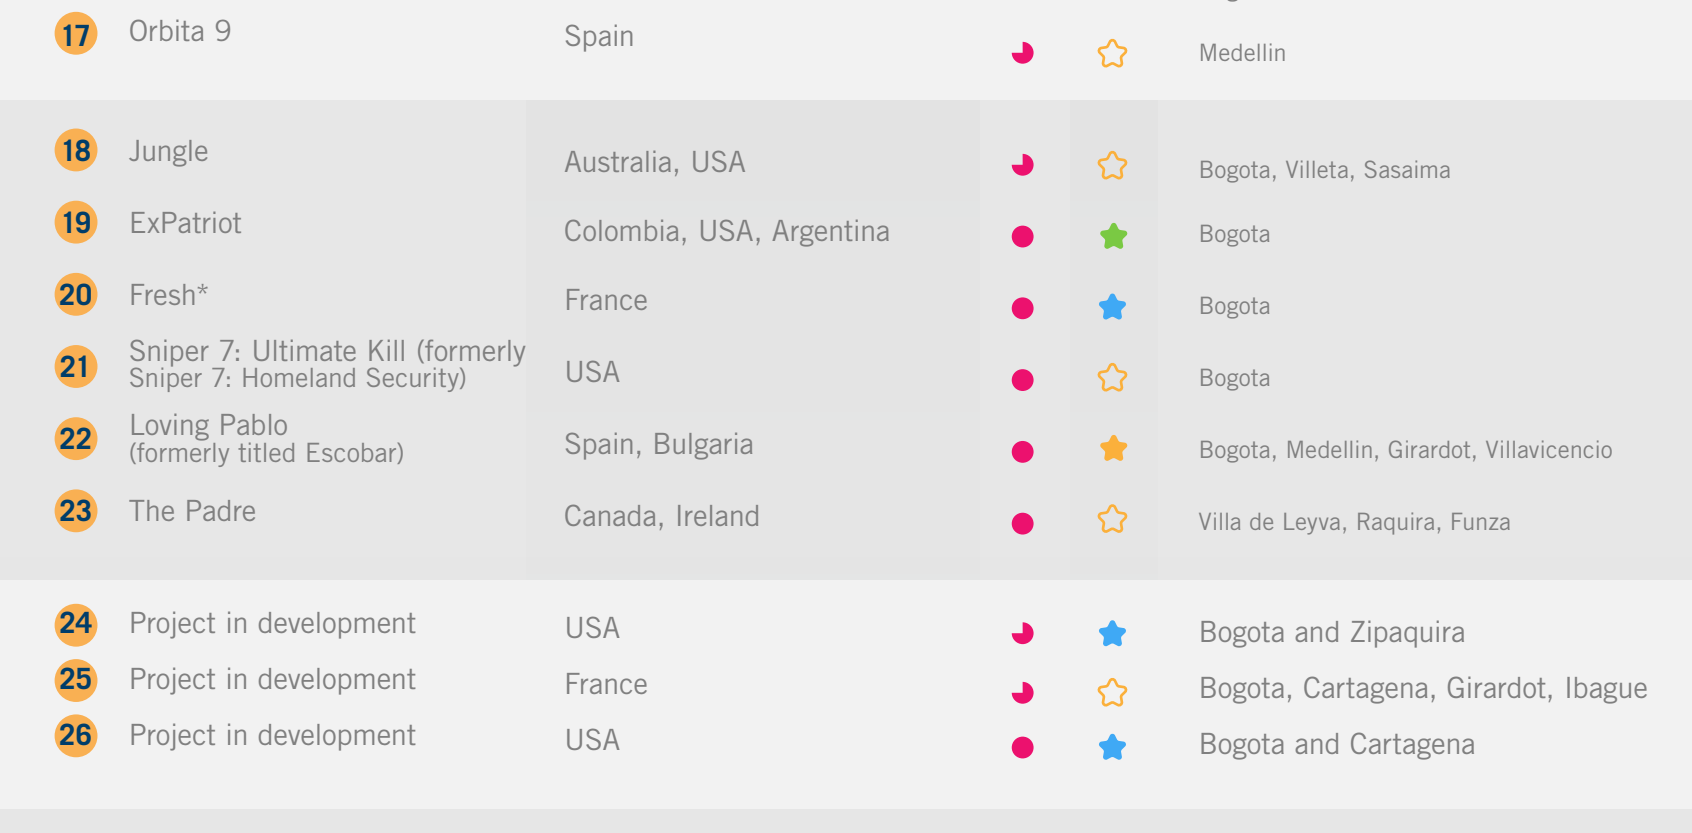 17 Orbita 9 Spain Medellin
18 Jungle Australia, USA Bogota, Villeta, Sasaima
19 ExPatriot Colombia, USA, Argentina Bogota
20 Fresh* France Bogota
21 Sniper 7: Ultimate Kill (formerly
Sniper 7: Homeland Security) USA Bogota
22 Loving Pablo
(formerly titled Escobar) Spain, Bulgaria Bogota, Medellin, Girardot, Villavicencio
23 The Padre Canada, Ireland Villa de Leyva, Raquira, Funza
24 Project in development USA Bogota and Zipaquira
25 Project in development France Bogota, Cartagena, Girardot, Ibague
26 Project in development USA Bogota and Cartagena